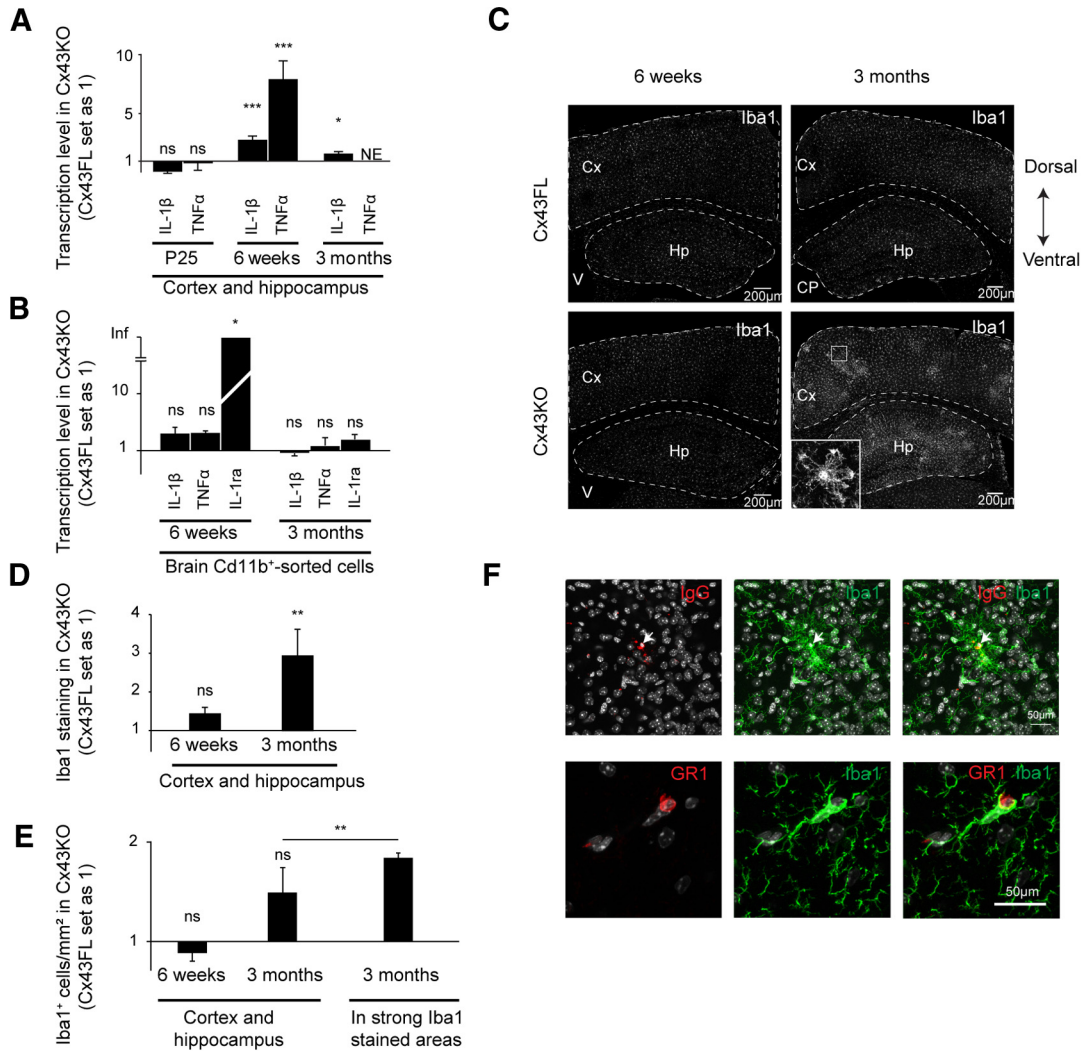 A
Transcription level in Cx43KO
(Cx43FL set as 1)
10
5
1
ns
ns
***
***
*
NE
IL-1β
TNFα
IL-1β
TNFα
IL-1β
TNFα
P25
6 weeks
3 months
Cortex and hippocampus
B
Transcription level in Cx43KO
(Cx43FL set as 1)
Inf
10
1
ns
ns
*
ns
ns
ns
IL-1β
TNFα
IL-1ra
IL-1β
TNFα
IL-1ra
6 weeks
3 months
Brain Cd11b⁺-sorted cells
C
6 weeks
3 months
Cx43FL
Cx43KO
Iba1
Cx
Hp
V
200µm
Iba1
Cx
Hp
CP
200µm
Dorsal
Ventral
Iba1
Cx
Hp
V
200µm
Iba1
Cx
Hp
200µm
D
Iba1 staining in Cx43KO
(Cx43FL set as 1)
4
3
2
1
ns
**
6 weeks
3 months
Cortex and hippocampus
E
Iba1⁺ cells/mm² in Cx43KO
(Cx43FL set as 1)
2
1
ns
ns
**
6 weeks
3 months
3 months
Cortex and
hippocampus
In strong Iba1
stained areas
F
IgG
Iba1
IgG Iba1
50µm
GR1
Iba1
GR1 Iba1
50µm